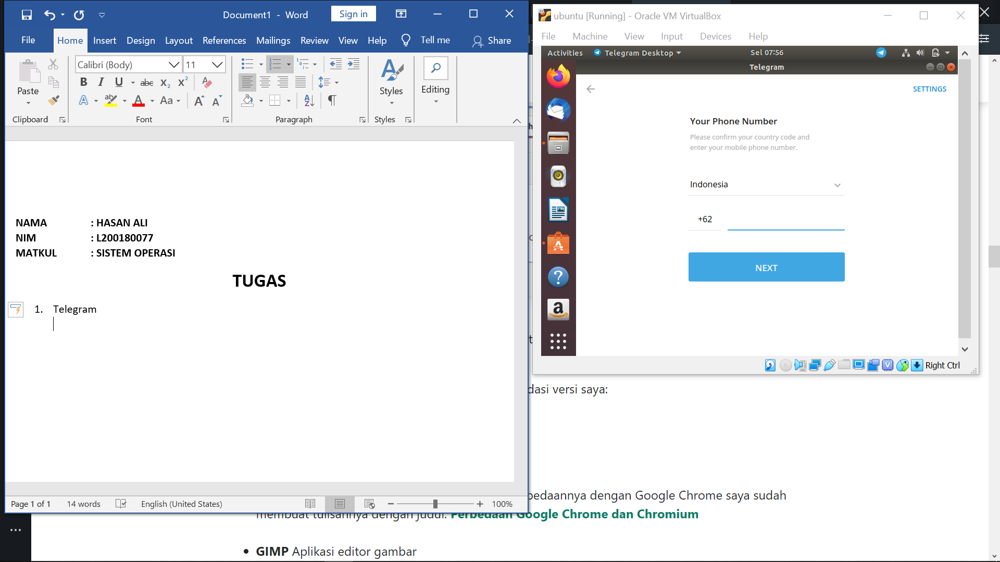 Document1 - Word
Sign in
File Home Insert Design Layout References Mailings Review View Help Tell me Share
Calibri (Body) 11
Paste
Styles
Editing
Clipboard Font Paragraph Styles
NAMA : HASAN ALI
NIM : L200180077
MATKUL : SISTEM OPERASI
TUGAS
1. Telegram
Page 1 of 1 14 words English (United States) 100%
ubuntu [Running] - Oracle VM VirtualBox
File Machine View Input Devices Help
Activities Telegram Desktop Sel 07:56
Telegram
SETTINGS
Your Phone Number
Please confirm your country code and
enter your mobile phone number.
Indonesia
+62
NEXT
Right Ctrl
dasi versi saya:
bedaannya dengan Google Chrome saya sudah
membuat tulisannya dengan judul: Perbedaan Google Chrome dan Chromium
• GIMP Aplikasi editor gambar